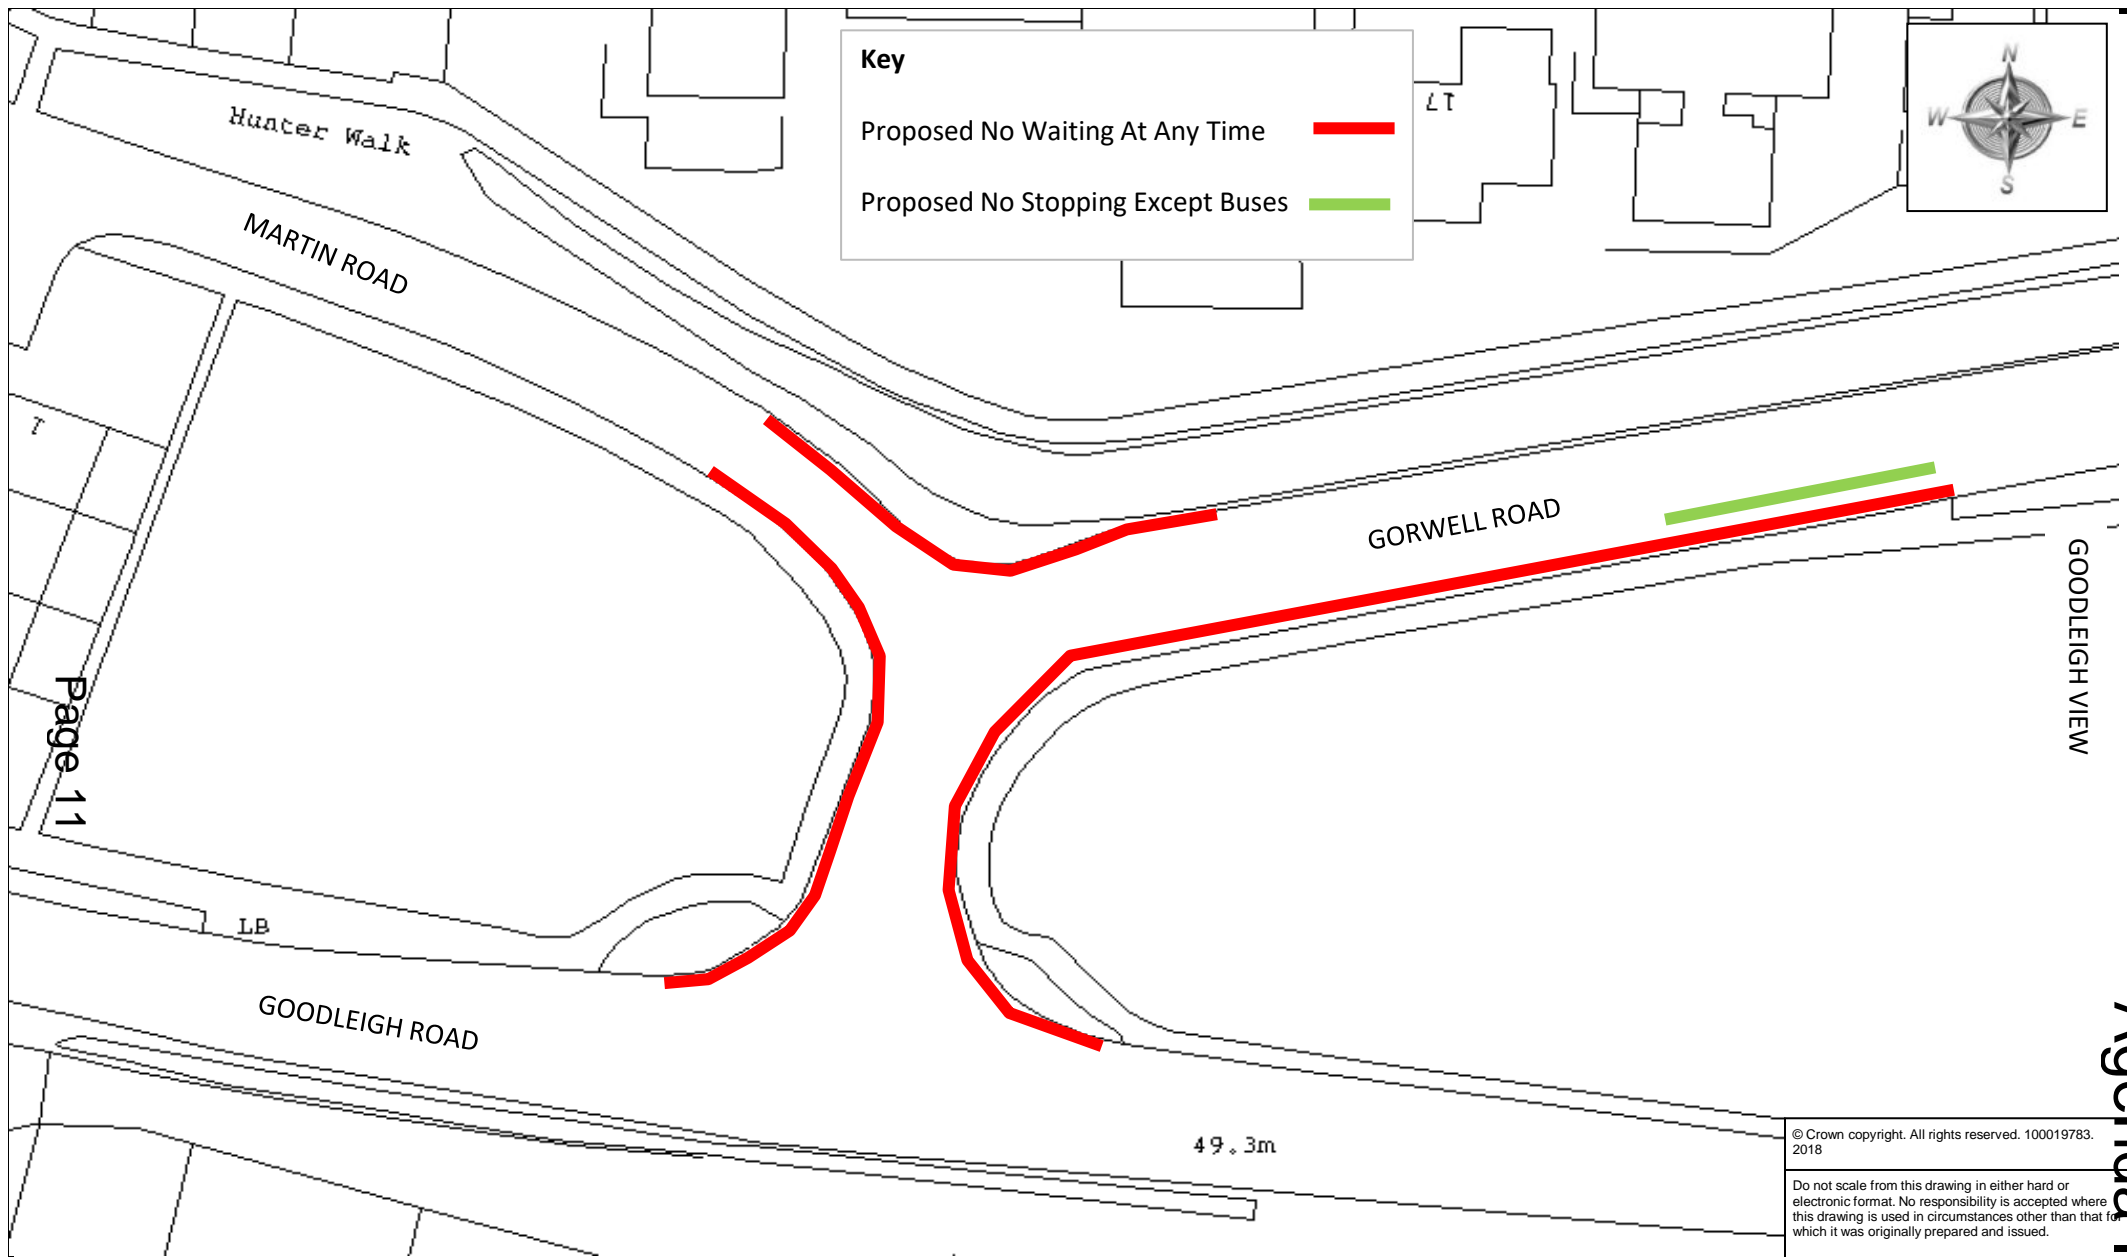 Key
Proposed No Waiting At Any Time
Proposed No Stopping Except Buses
N
W
E
S
17
Hunter Walk
MARTIN ROAD
1
GORWELL ROAD
GOODLEIGH VIEW
Page 11
LB
GOODLEIGH ROAD
49.3m
© Crown copyright. All rights reserved. 100019783.
2018
Do not scale from this drawing in either hard or
electronic format. No responsibility is accepted where
this drawing is used in circumstances other than that for
which it was originally prepared and issued.
Agenda